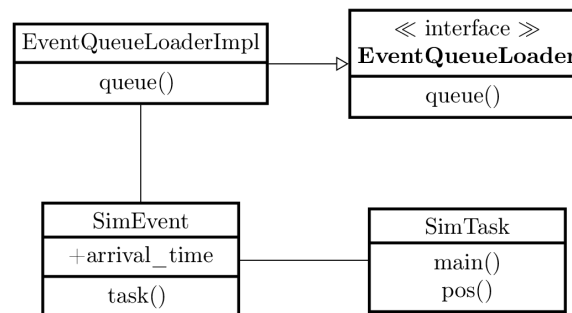 EventQueueLoaderImpl
queue()
≪ interface ≫
EventQueueLoader
queue()
SimEvent
+arrival_time
task()
SimTask
main()
pos()